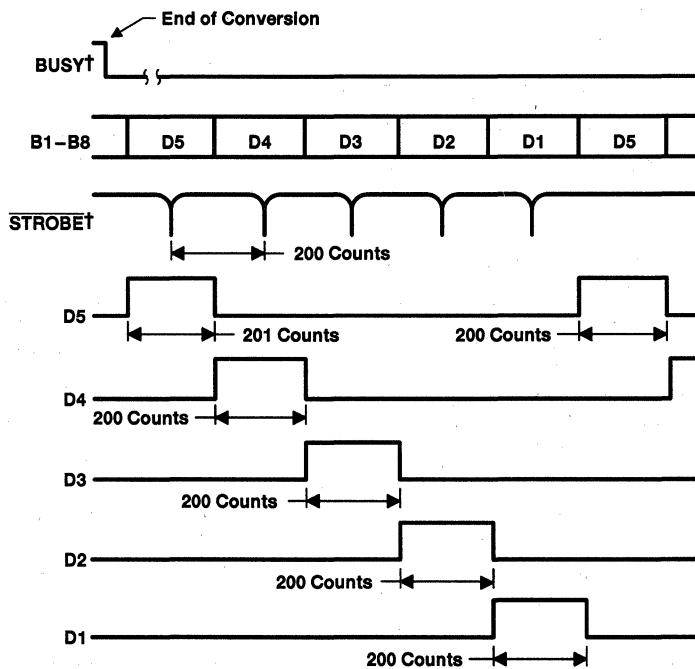 End of Conversion
BUSY†
B1–B8 D5 D4 D3 D2 D1 D5
STROBE†
200 Counts
D5
201 Counts 200 Counts
D4
200 Counts
D3
200 Counts
D2
200 Counts
D1
200 Counts